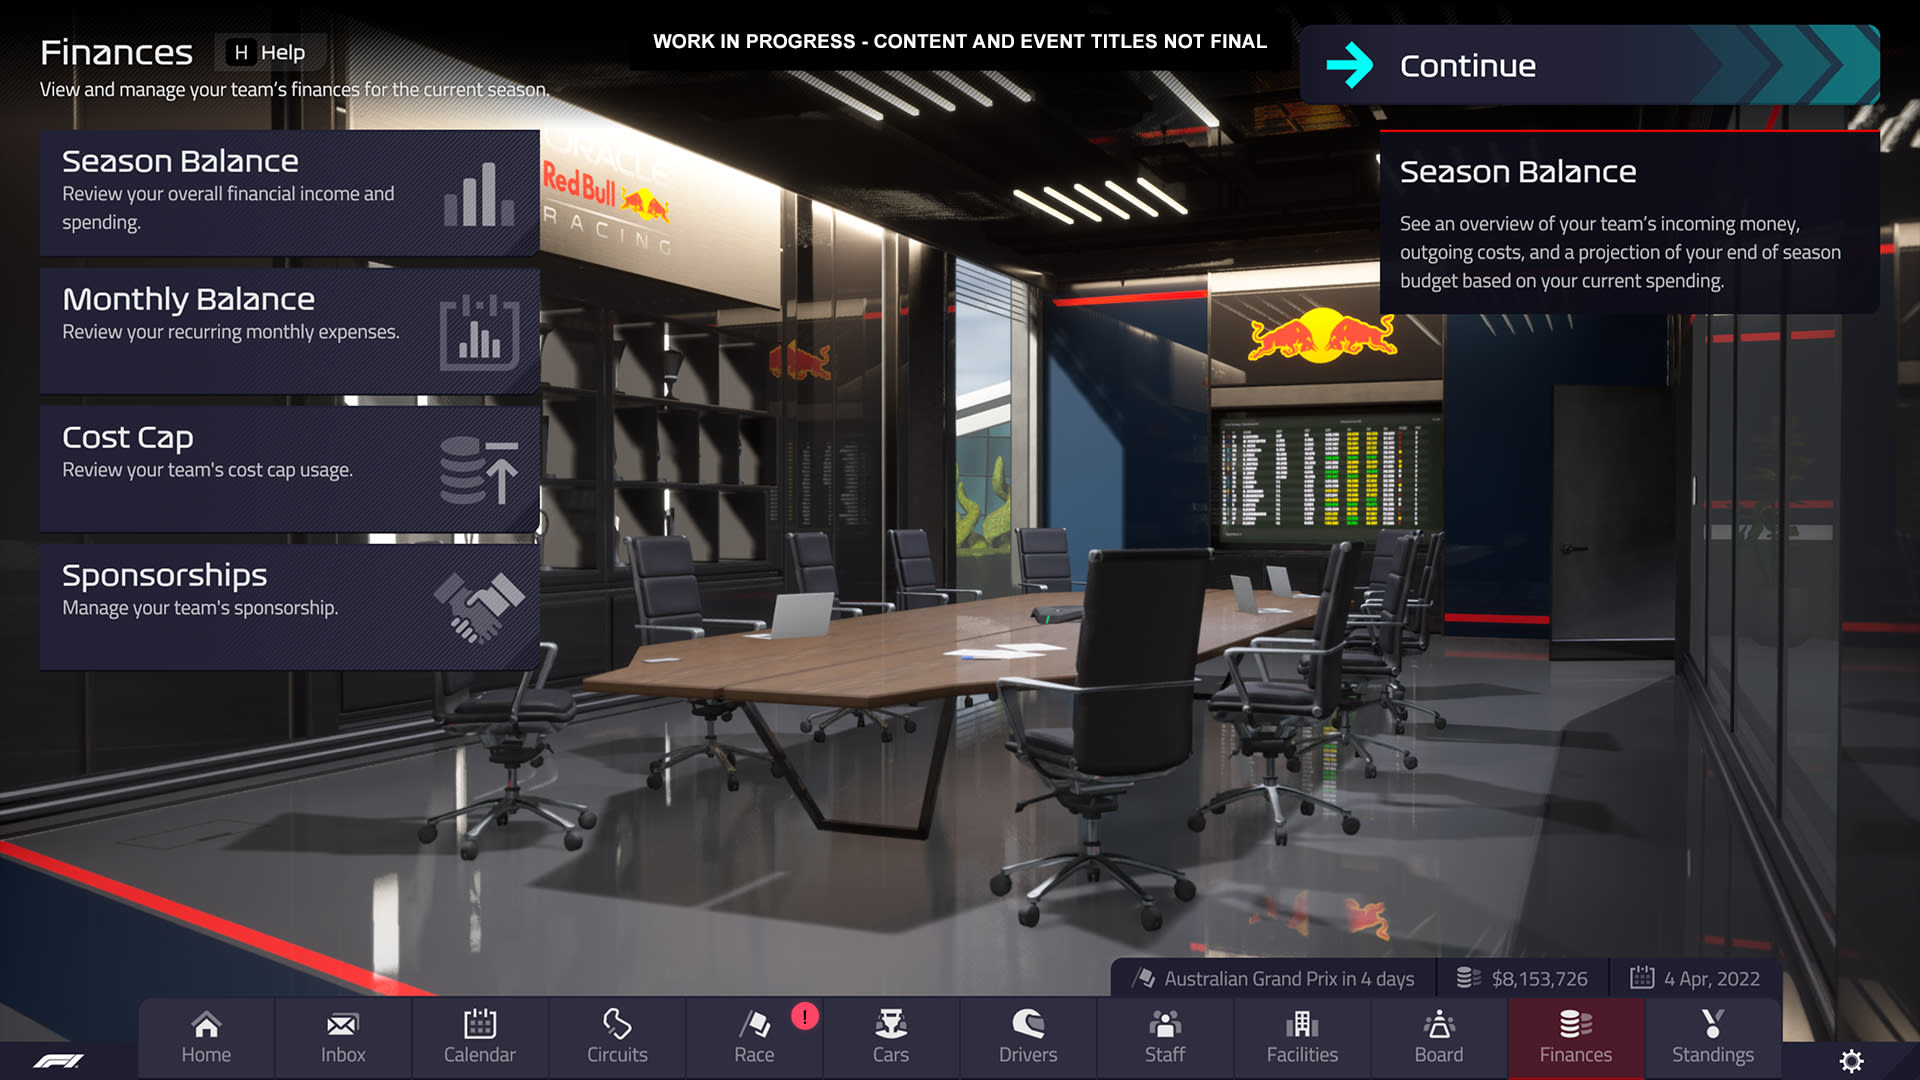 Finances
H Help
View and manage your team's finances for the current season.
WORK IN PROGRESS - CONTENT AND EVENT TITLES NOT FINAL
Continue
Season Balance
Review your overall financial income and
spending.
Monthly Balance
Review your recurring monthly expenses.
Cost Cap
Review your team's cost cap usage.
Sponsorships
Manage your team's sponsorship.
ORACLE
Red Bull
RACING
Season Balance
See an overview of your team's incoming money,
outgoing costs, and a projection of your end of season
budget based on your current spending.
Australian Grand Prix in 4 days
$8,153,726
4 Apr, 2022
Home
Inbox
Calendar
Circuits
Race
!
Cars
Drivers
Staff
Facilities
Board
Finances
Standings
F1